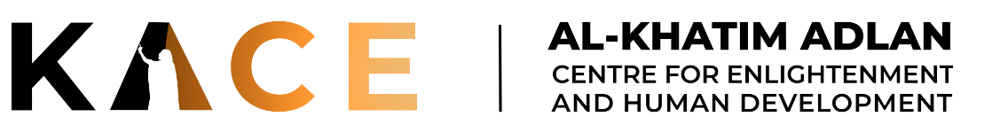 KACE
AL-KHATIM ADLAN
CENTRE FOR ENLIGHTENMENT
AND HUMAN DEVELOPMENT